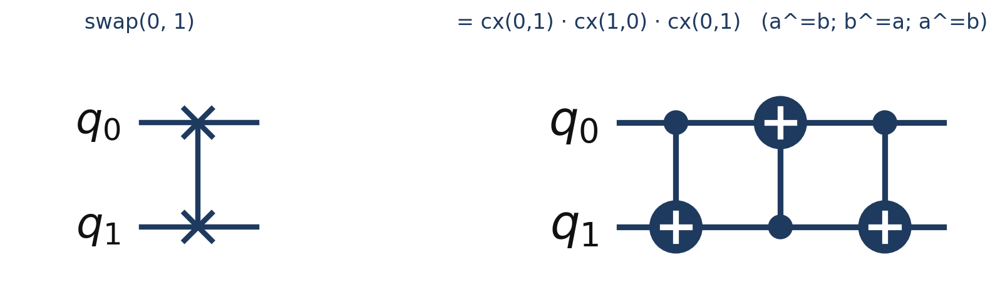 swap(0, 1)
= cx(0,1) · cx(1,0) · cx(0,1)   (a^=b; b^=a; a^=b)
q₀
q₁
q₀
q₁